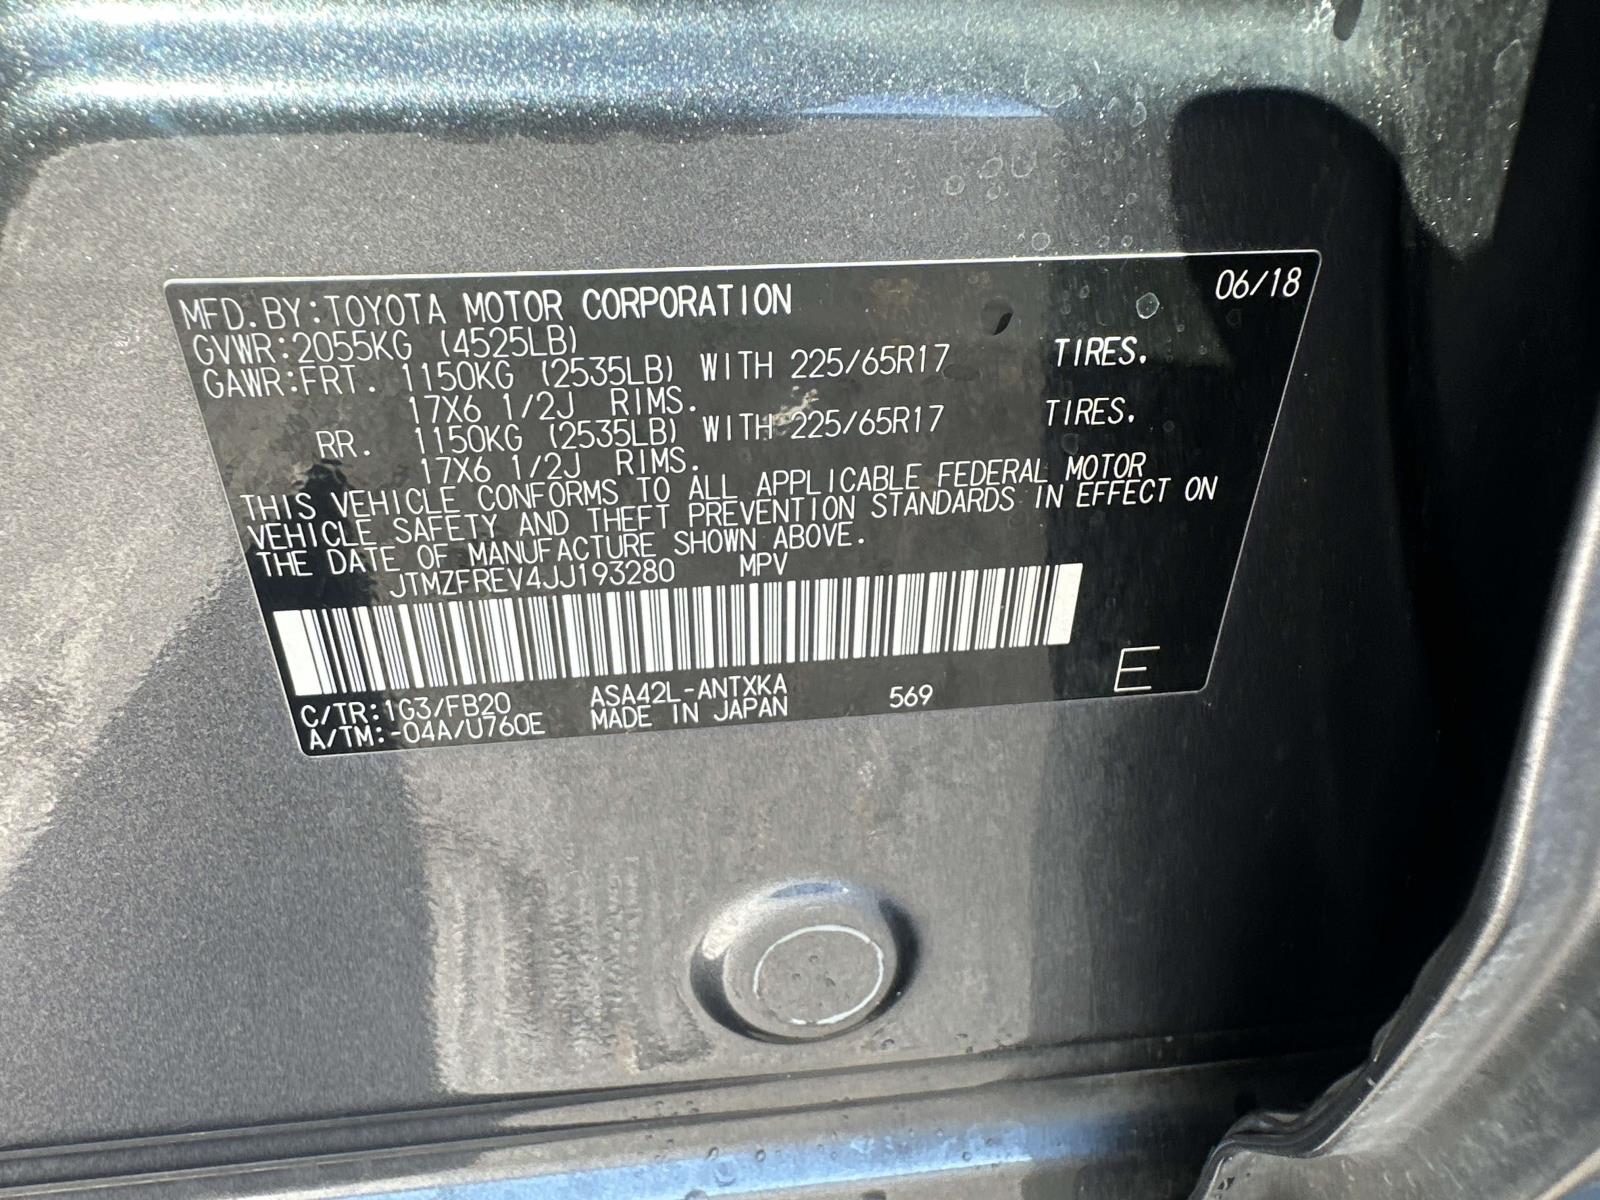 06/18
MFD. BY: TOYOTA MOTOR CORPORATION
GVWR: 2055KG (4525LB)
GAWR: FRT. 1150KG (2535LB) WITH 225/65R17 TIRES.
17X6 1/2J RIMS.
RR. 1150KG (2535LB) WITH 225/65R17 TIRES.
17X6 1/2J RIMS.
THIS VEHICLE CONFORMS TO ALL APPLICABLE FEDERAL MOTOR
VEHICLE SAFETY AND THEFT PREVENTION STANDARDS IN EFFECT ON
THE DATE OF MANUFACTURE SHOWN ABOVE.
JTMZFREV4JJ193280 MPV
C/TR: 1G3/FB20 ASA42L-ANTXKA 569 E
A/TM: -04A/U760E MADE IN JAPAN